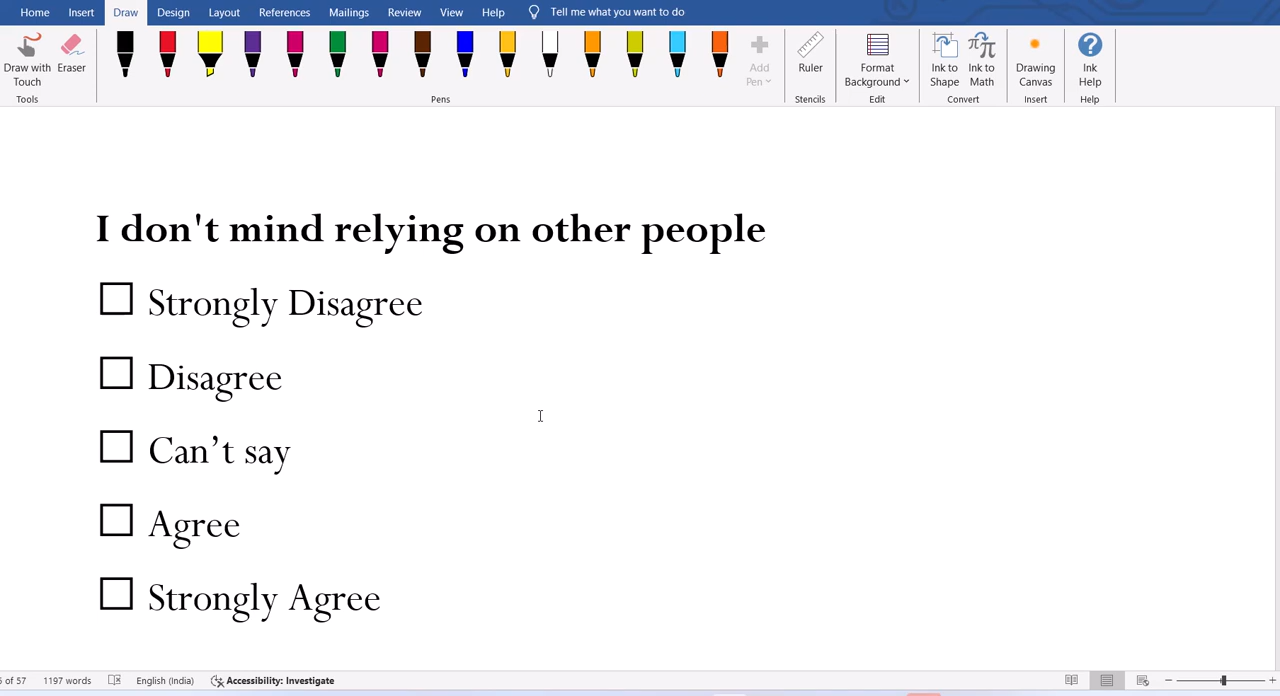 Home Insert Draw Design Layout References Mailings Review View Help Tell me what you want to do
Draw with Touch
Eraser
Add Pen
Ruler
Format Background
Ink to Shape
Ink to Math
Drawing Canvas
Ink Help
Tools Pens Stencils Edit Convert Insert Help
I don't mind relying on other people
☐ Strongly Disagree
☐ Disagree
☐ Can’t say
☐ Agree
☐ Strongly Agree
of 57 1197 words English (India) Accessibility: Investigate